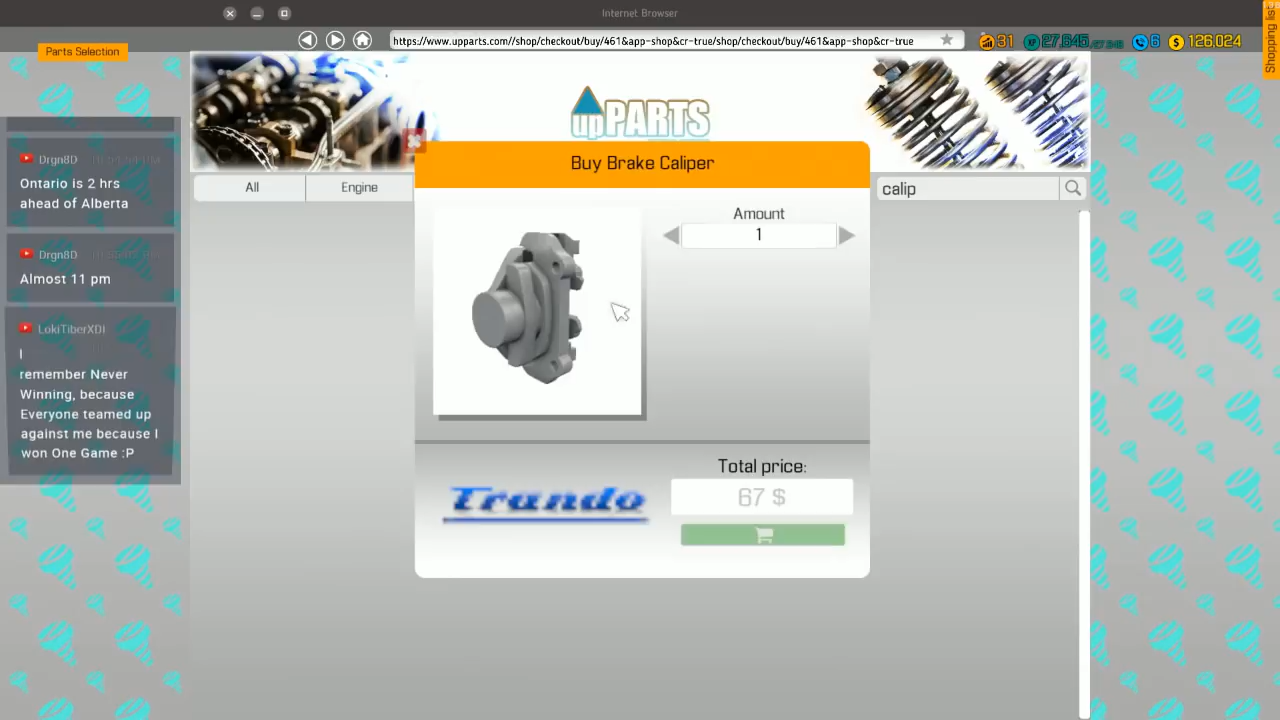 Internet Browser
https://www.upparts.com//shop/checkout/buy/461&app-shop&cr-true/shop/checkout/buy/461&app-shop&cr-true
31
27.645
6
126.024
Shopping list
Parts Selection
upPARTS
All
Engine
calip
Buy Brake Caliper
Amount
1
Total price:
67 $
Trando
Drgn8D
Ontario is 2 hrs
ahead of Alberta
Drgn8D
Almost 11 pm
LokiTiberXDI
I
remember Never
Winning, because
Everyone teamed up
against me because I
won One Game :P